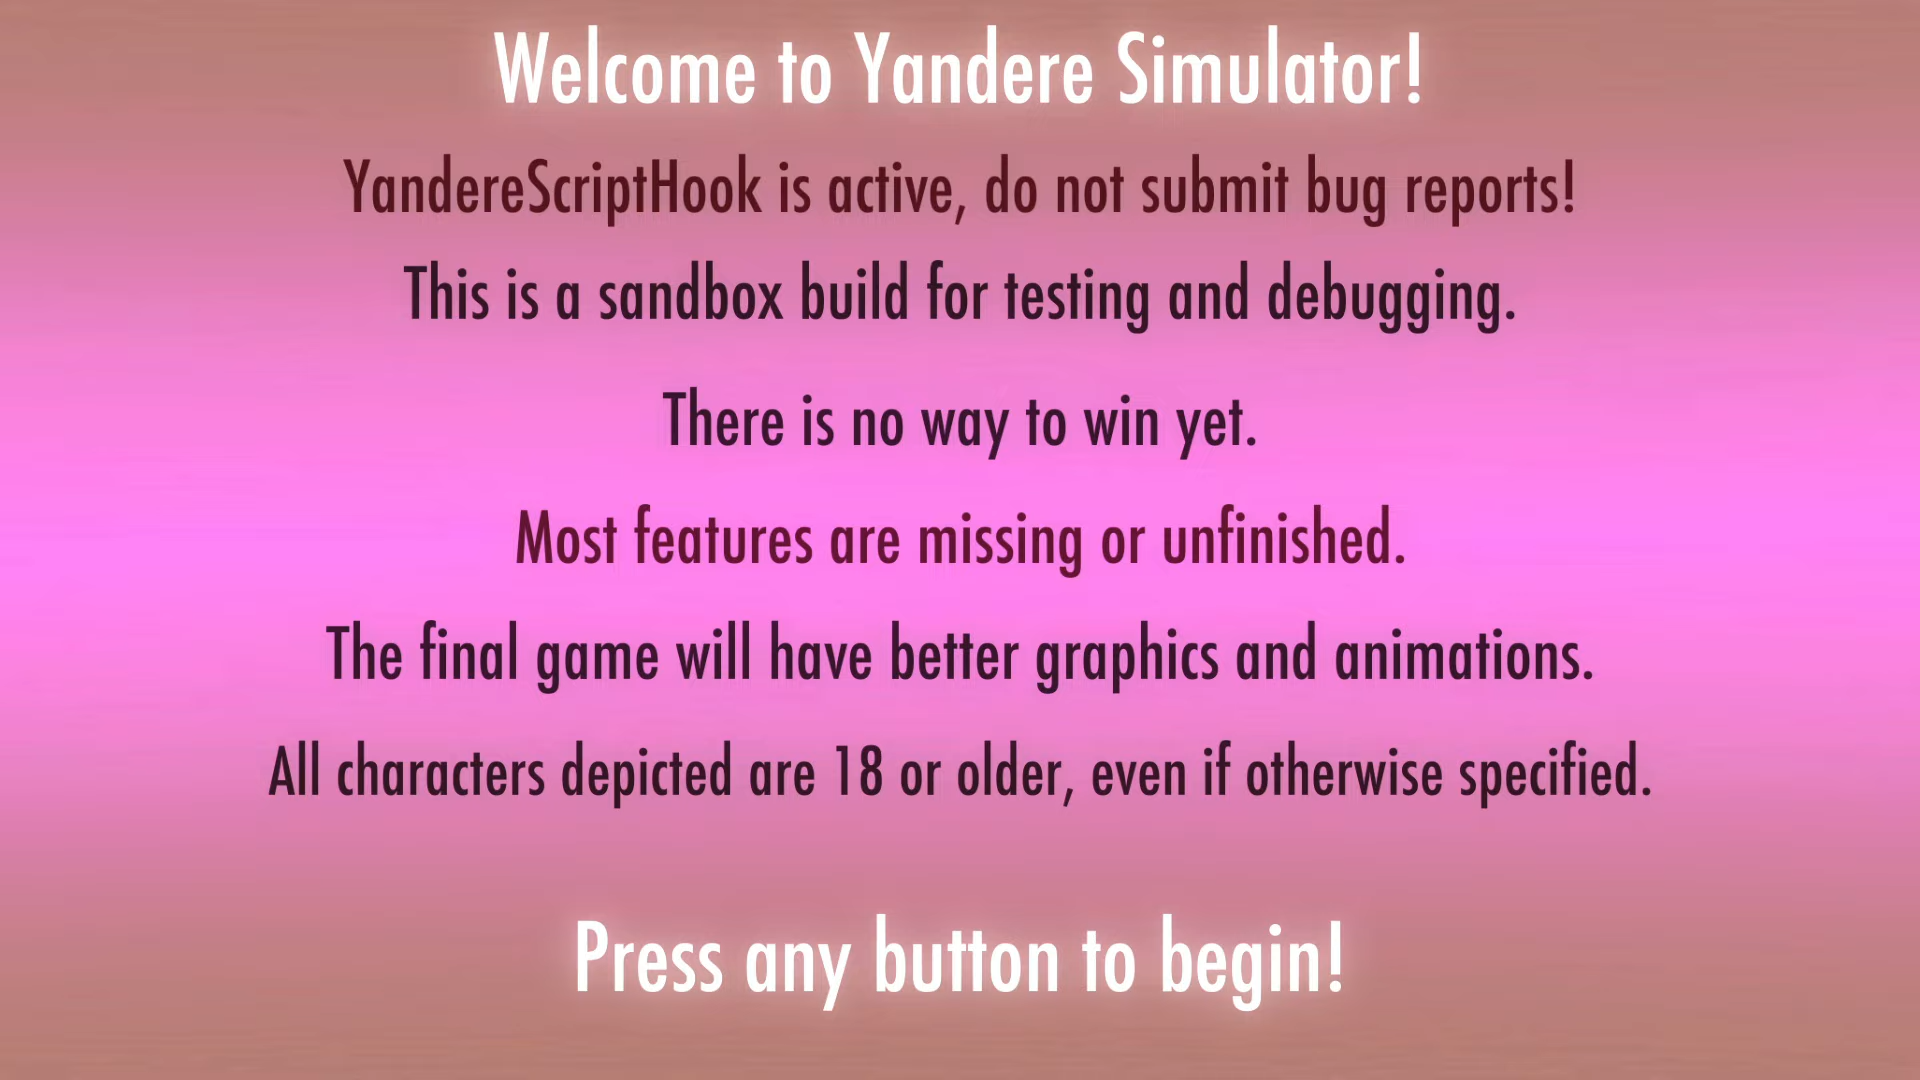 Welcome to Yandere Simulator!
YandereScriptHook is active, do not submit bug reports!
This is a sandbox build for testing and debugging.
There is no way to win yet.
Most features are missing or unfinished.
The final game will have better graphics and animations.
All characters depicted are 18 or older, even if otherwise specified.
Press any button to begin!